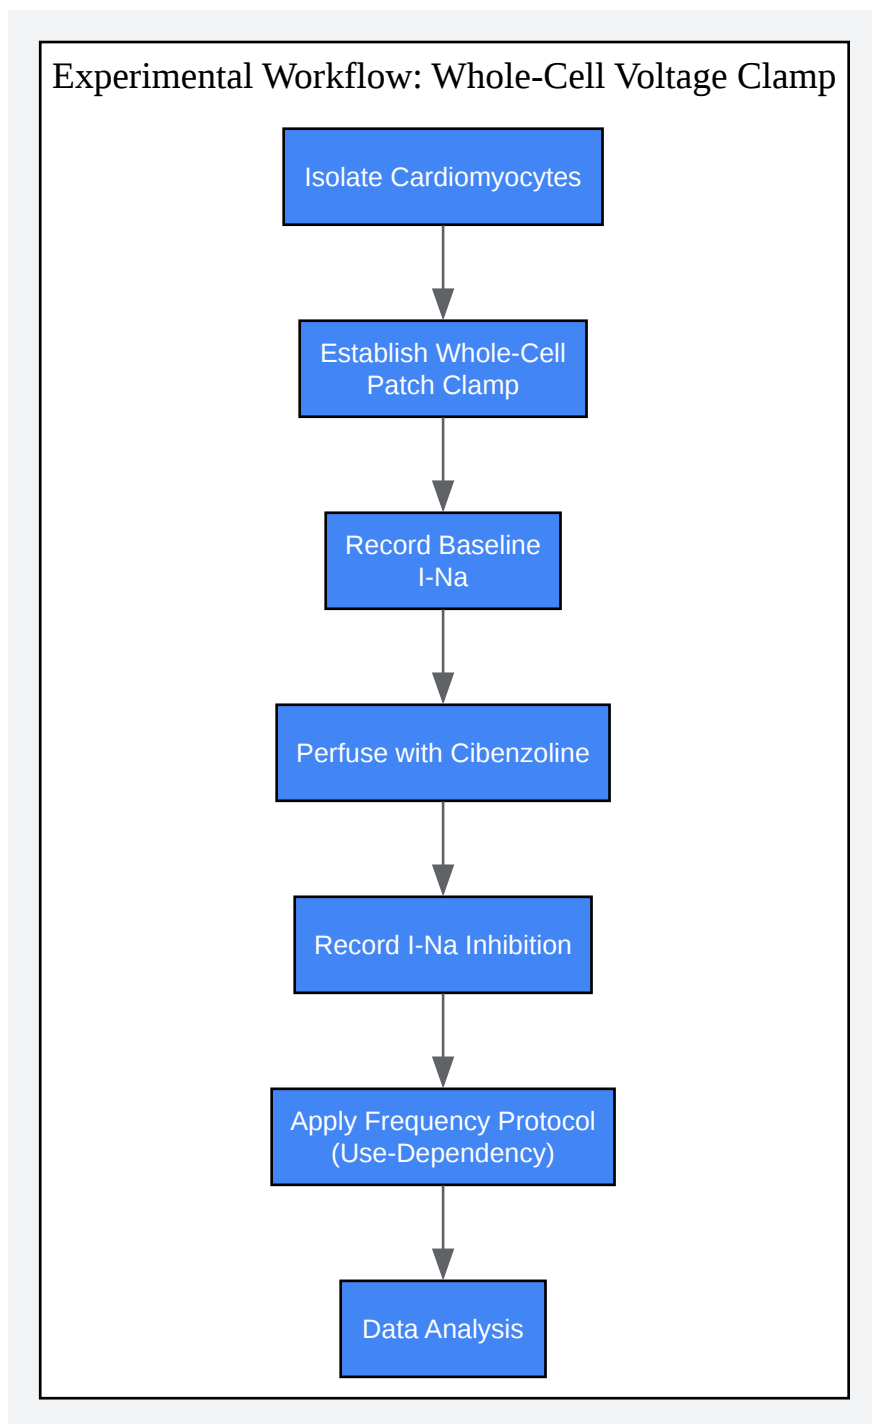 Experimental Workflow: Whole-Cell Voltage Clamp
Isolate Cardiomyocytes
Establish Whole-Cell
Patch Clamp
Record Baseline
I-Na
Perfuse with Cibenzoline
Record I-Na Inhibition
Apply Frequency Protocol
(Use-Dependency)
Data Analysis